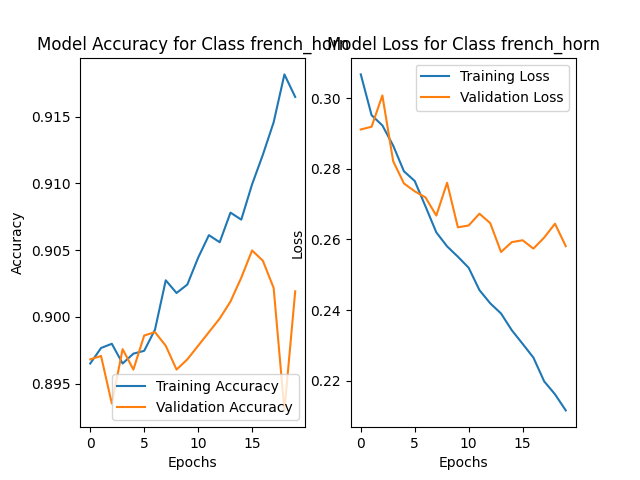 Model Accuracy for Class french_horn
Model Loss for Class french_horn
Accuracy
0.915
0.910
0.905
0.900
0.895
Training Accuracy
Validation Accuracy
0 5 10 15
Epochs
Loss
0.30
0.28
0.26
0.24
0.22
Training Loss
Validation Loss
0 5 10 15
Epochs